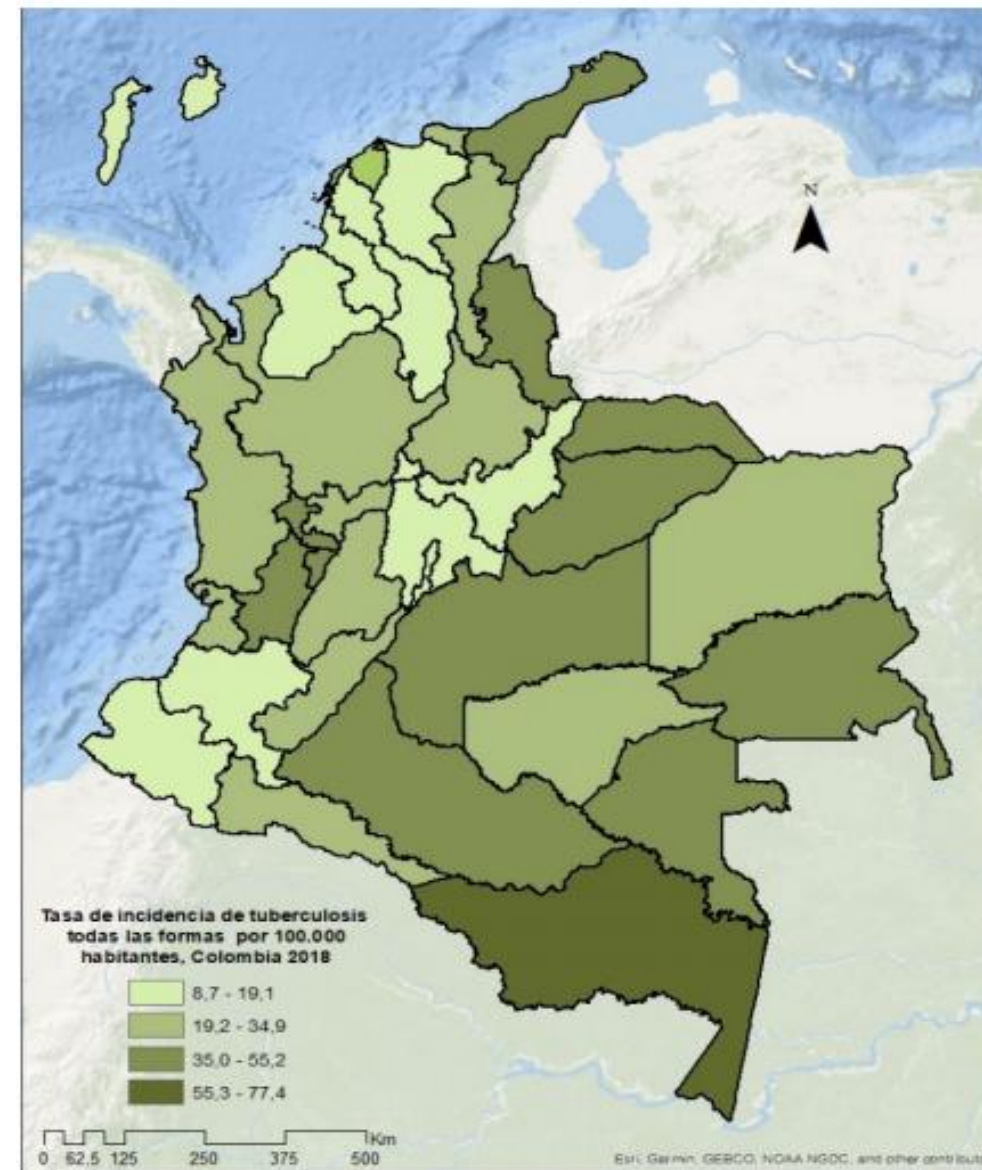 N
Tasa de incidencia de tuberculosis
todas las formas por 100.000
habitantes, Colombia 2018
8,7 - 19,1
19,2 - 34,9
35,0 - 55,2
55,3 - 77,4
Km
0 62,5 125 250 375 500
Esri, Garmin, GEBCO, NOAA NGDC, and other contribut